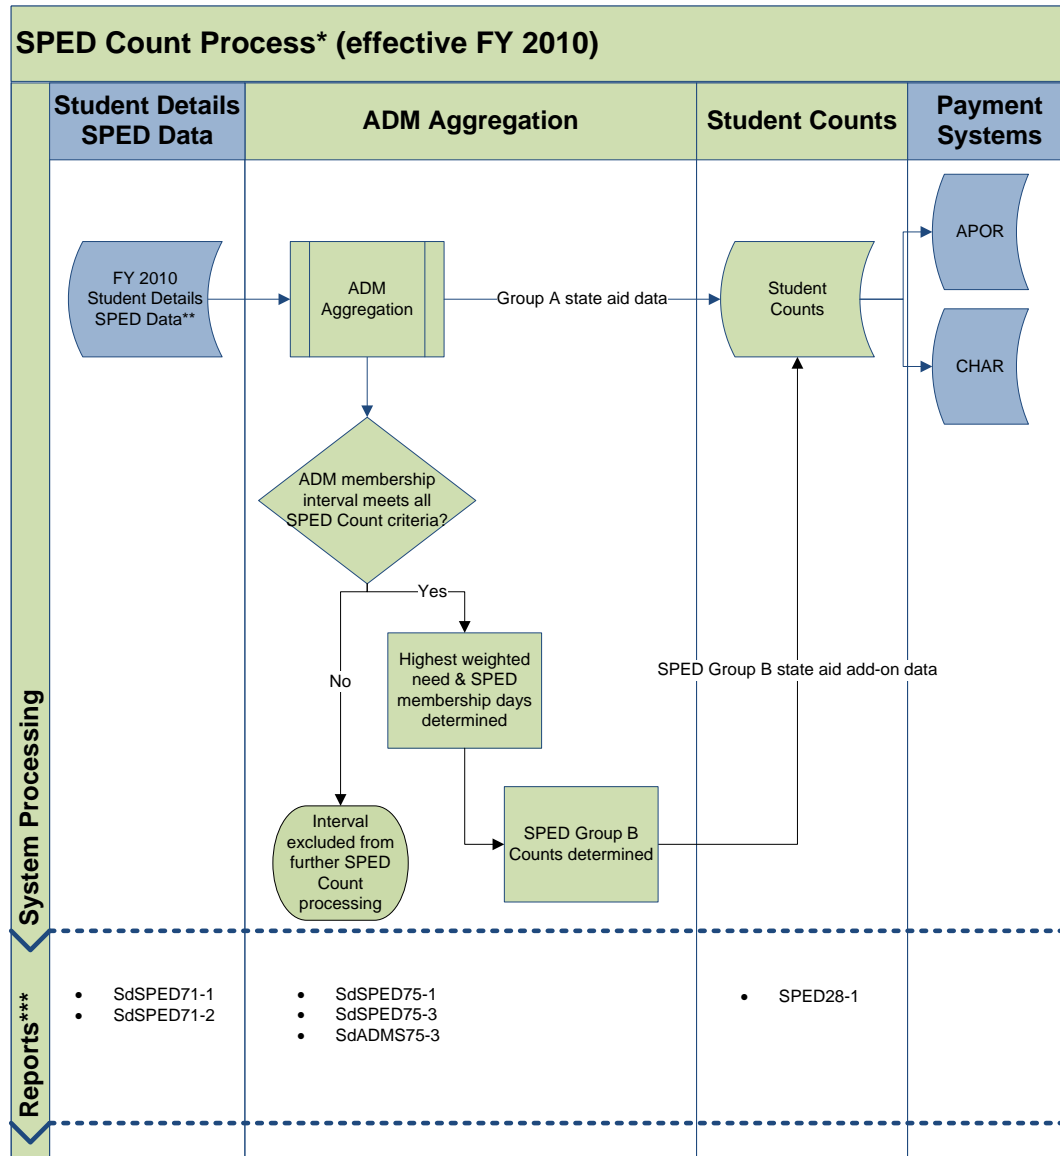 SPED Count Process* (effective FY 2010)
Student Details
SPED Data
ADM Aggregation
Student Counts
Payment
Systems
System Processing
FY 2010
Student Details
SPED Data**
ADM
Aggregation
Group A state aid data
Student
Counts
APOR
CHAR
ADM membership
interval meets all
SPED Count criteria?
Yes
No
Highest weighted
need & SPED
membership days
determined
SPED Group B state aid add-on data
Interval
excluded from
further SPED
Count
processing
SPED Group B
Counts determined
Reports***
• SdSPED71-1
• SdSPED71-2
• SdSPED75-1
• SdSPED75-3
• SdADMS75-3
• SPED28-1